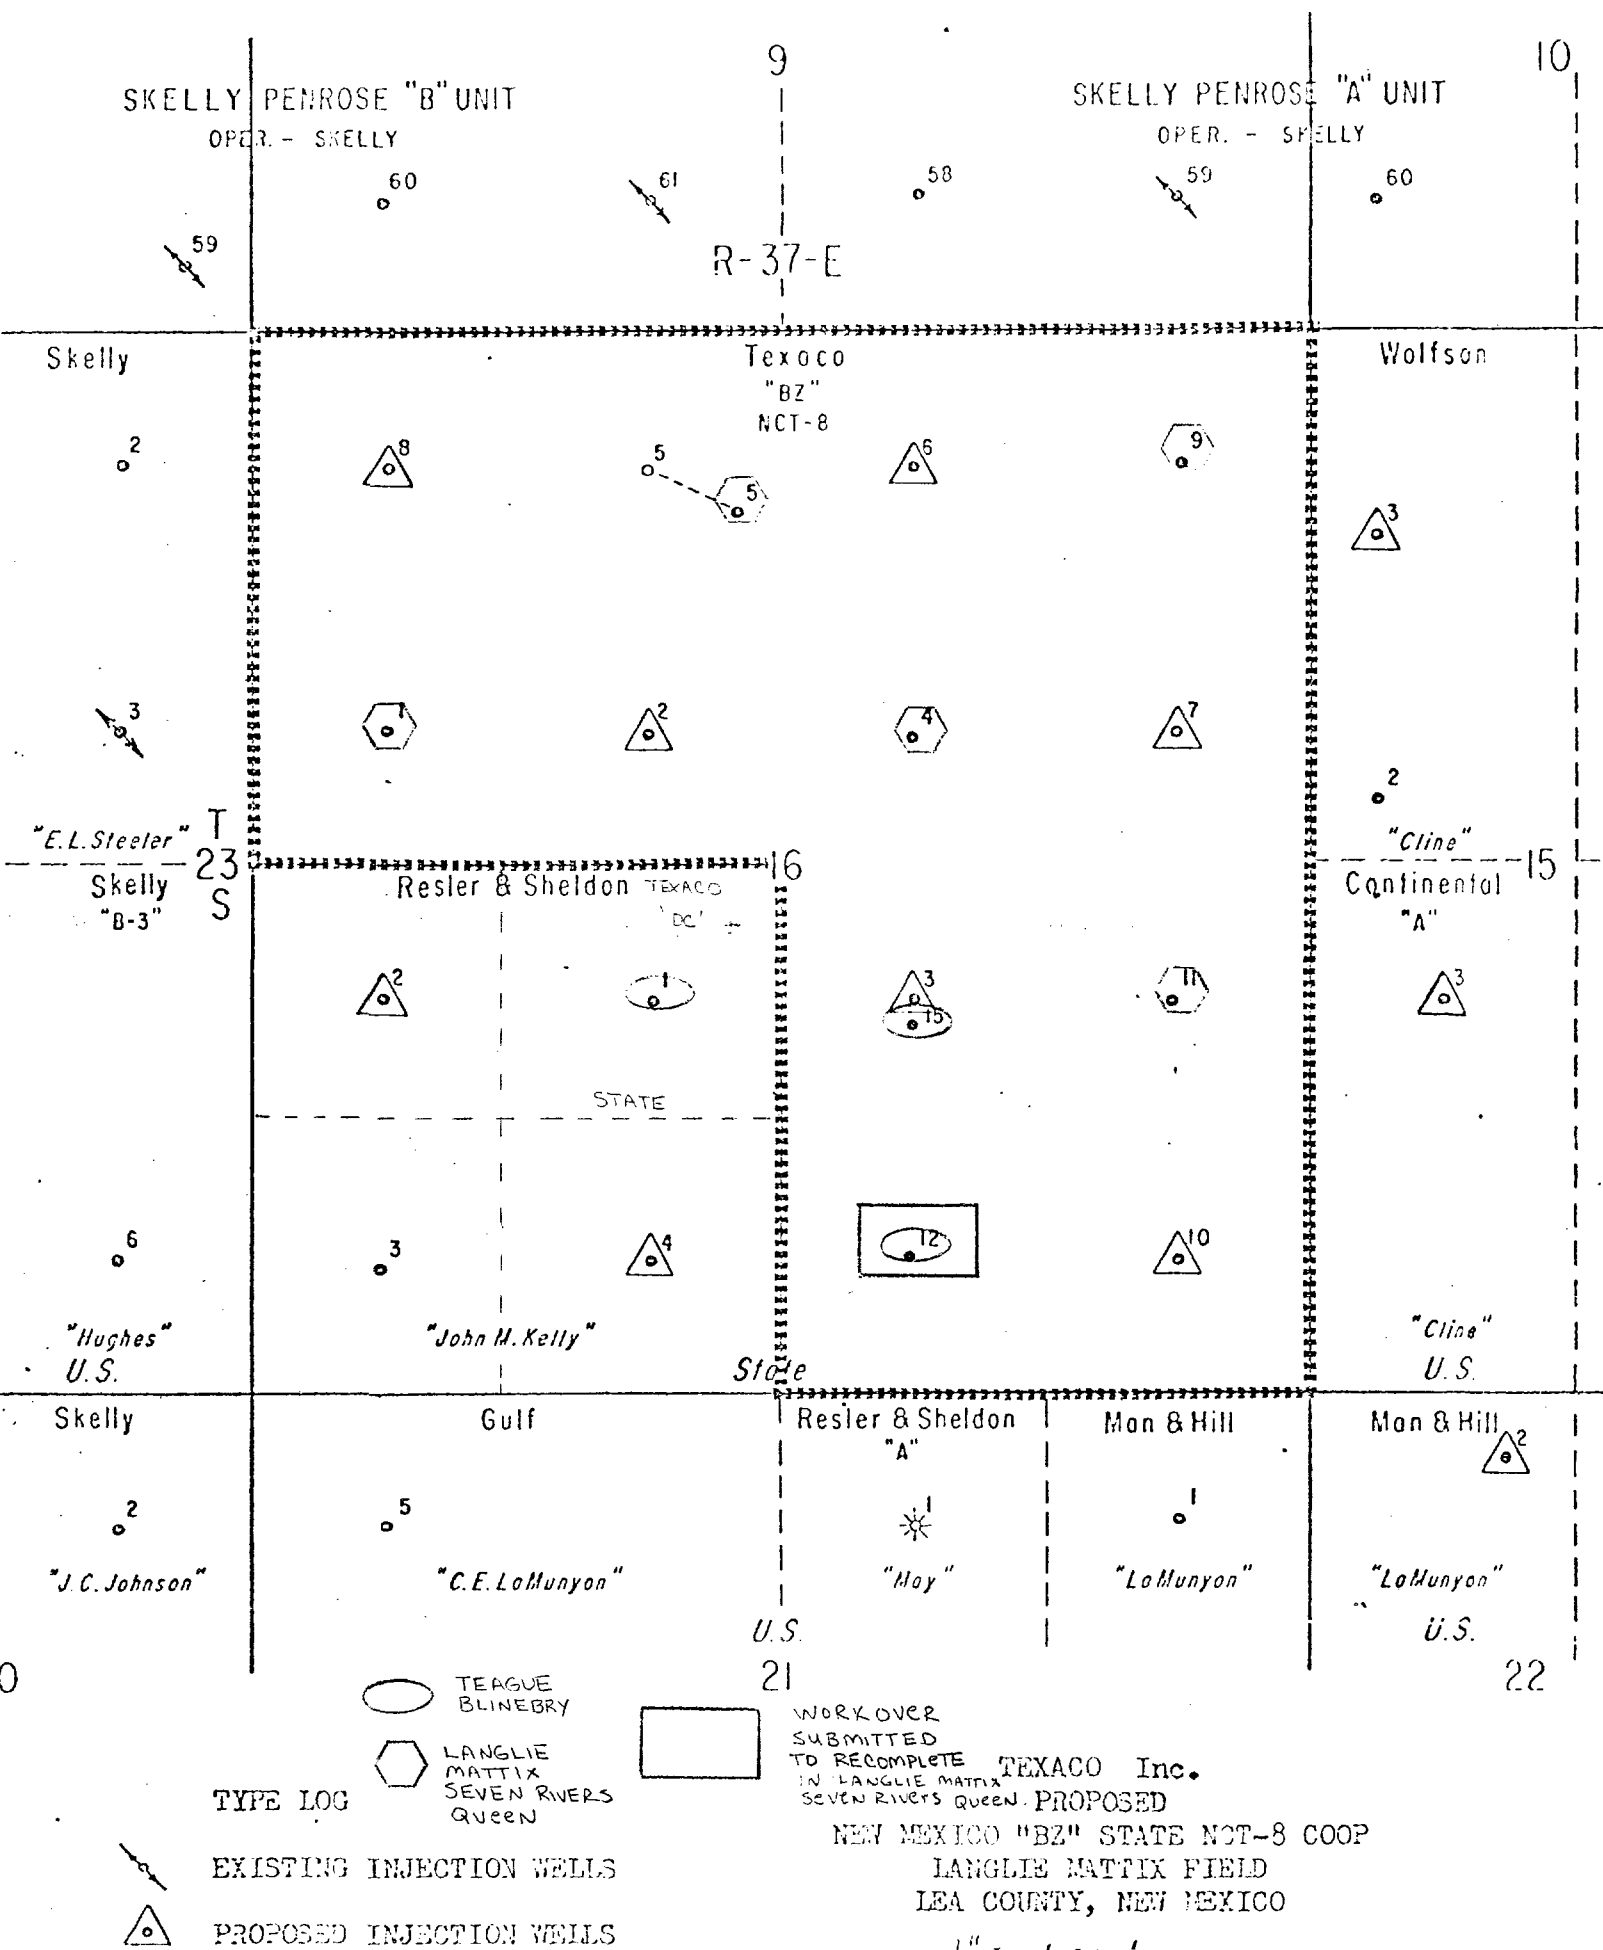 9
10
SKELLY PENROSE "B" UNIT
SKELLY PENROSE "A" UNIT
OPER. - SKELLY
OPER. - SKELLY
60
61
58
59
60
59
R-37-E
Skelly
Texaco
Wolfson
"BZ"
NCT-8
2
8
5
6
9
5
3
3
1
2
4
7
2
"E.L. Steeler"
T
"Cline"
23
16
15
Skelly
S
Resler & Sheldon
TEXACO
Continental
"B-3"
'DC'
"A"
2
1
3
11
3
15
STATE
6
3
4
12
10
"Hughes"
"John M. Kelly"
"Cline"
U.S.
State
U.S.
Skelly
Gulf
Resler & Sheldon
Man & Hill
Man & Hill
"A"
2
2
5
1
1
"J.C. Johnson"
"C.E. LaMunyon"
"May"
"LaMunyon"
"LaMunyon"
U.S.
U.S.
0
21
22
TEAGUE
BLINEBRY
LANGLIE
MATTIX
SEVEN RIVERS
QUEEN
WORKOVER
SUBMITTED
TO RECOMPLETE
IN LANGLIE MATTIX
SEVEN RIVERS QUEEN.
TYPE LOG
EXISTING INJECTION WELLS
PROPOSED INJECTION WELLS
TEXACO Inc.
PROPOSED
NEW MEXICO "BZ" STATE NCT-8 COOP
LANGLIE MATTIX FIELD
LEA COUNTY, NEW MEXICO